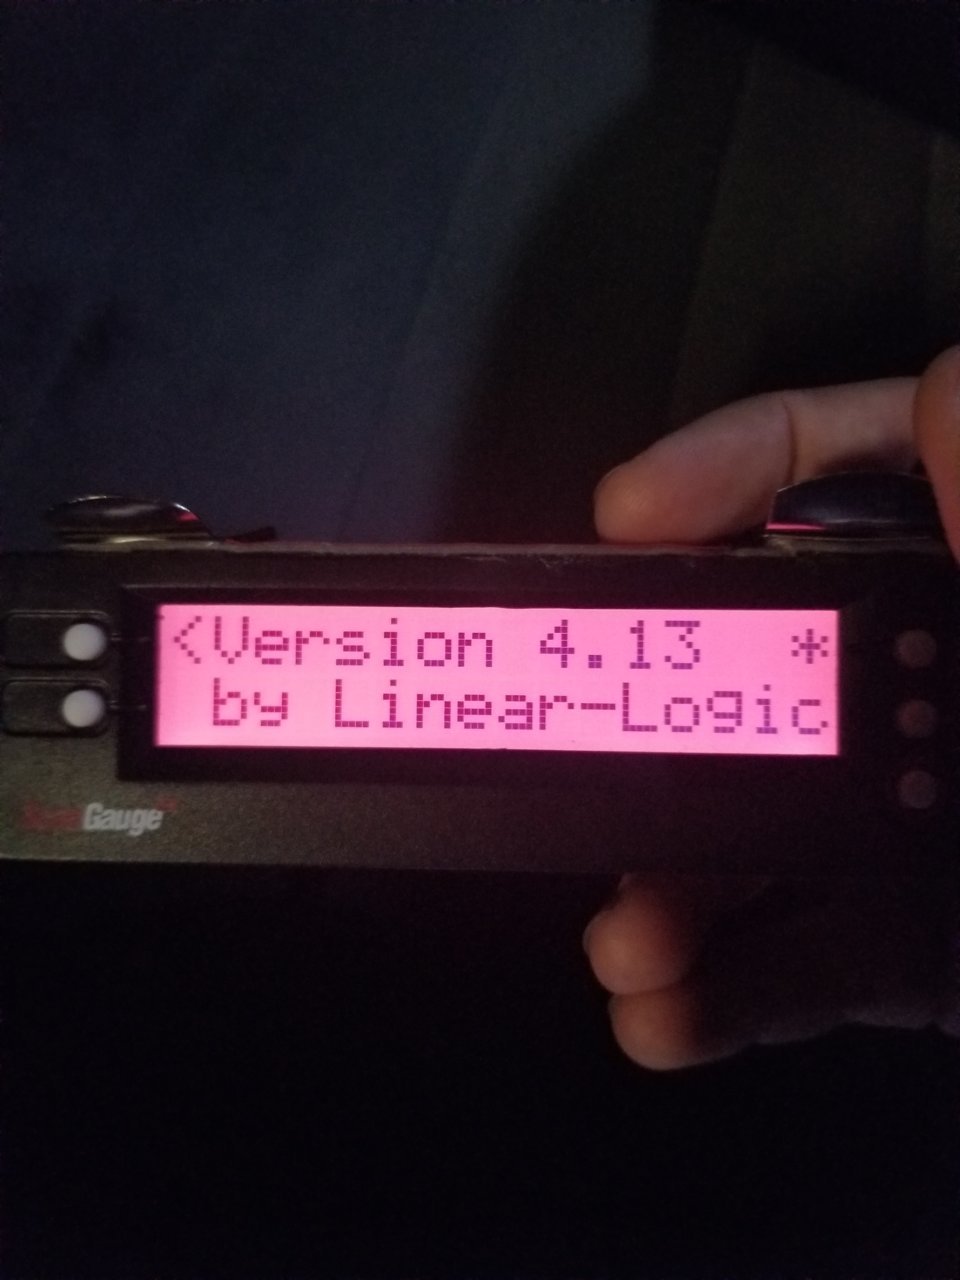 <Version 4.13 *
by Linear-Logic
Gauge